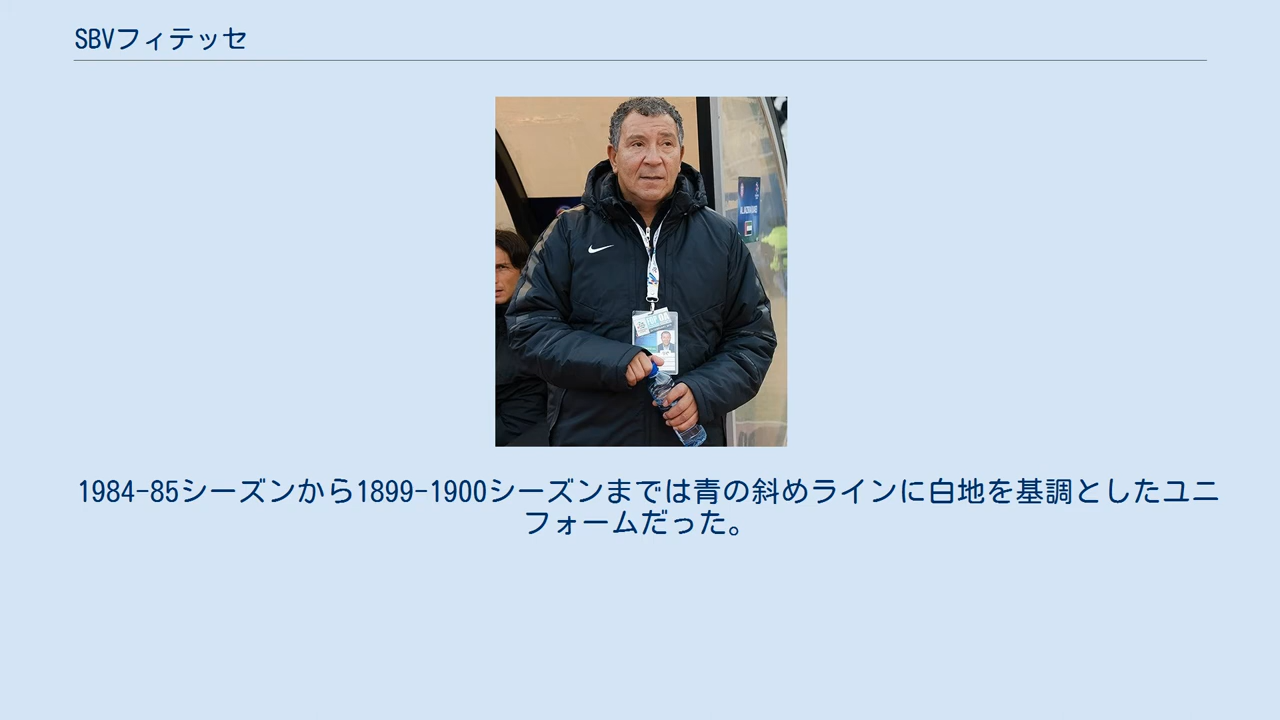 SBVフィテッセ
1984-85シーズンから1899-1900シーズンまでは青の斜めラインに白地を基調としたユニ
フォームだった。